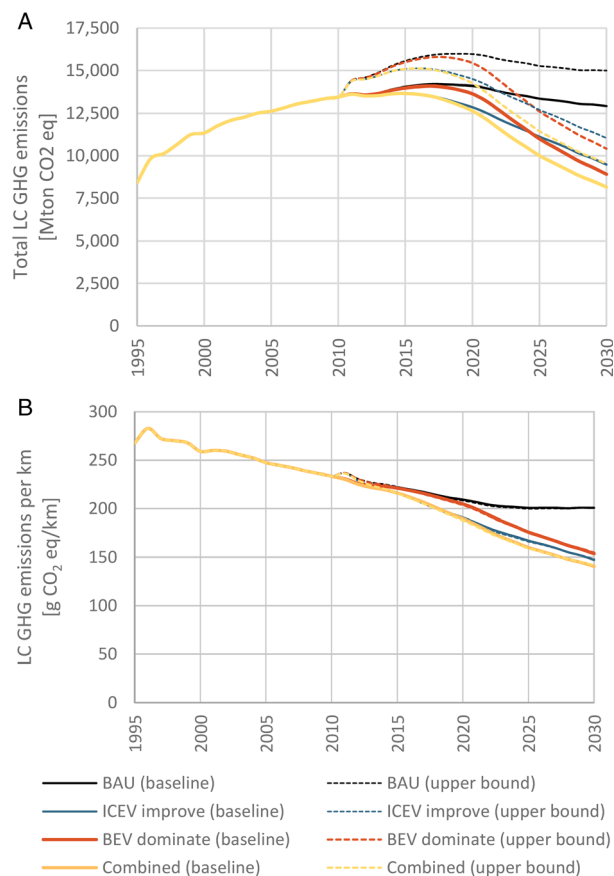 A
Total LC GHG emissions
[Mton CO2 eq]
17,500
15,000
12,500
10,000
7,500
5,000
2,500
0
1995
2000
2005
2010
2015
2020
2025
2030
B
LC GHG emissions per km
[g CO₂ eq/km]
300
250
200
150
100
50
0
1995
2000
2005
2010
2015
2020
2025
2030
BAU (baseline)
BAU (upper bound)
ICEV improve (baseline)
ICEV improve (upper bound)
BEV dominate (baseline)
BEV dominate (upper bound)
Combined (baseline)
Combined (upper bound)